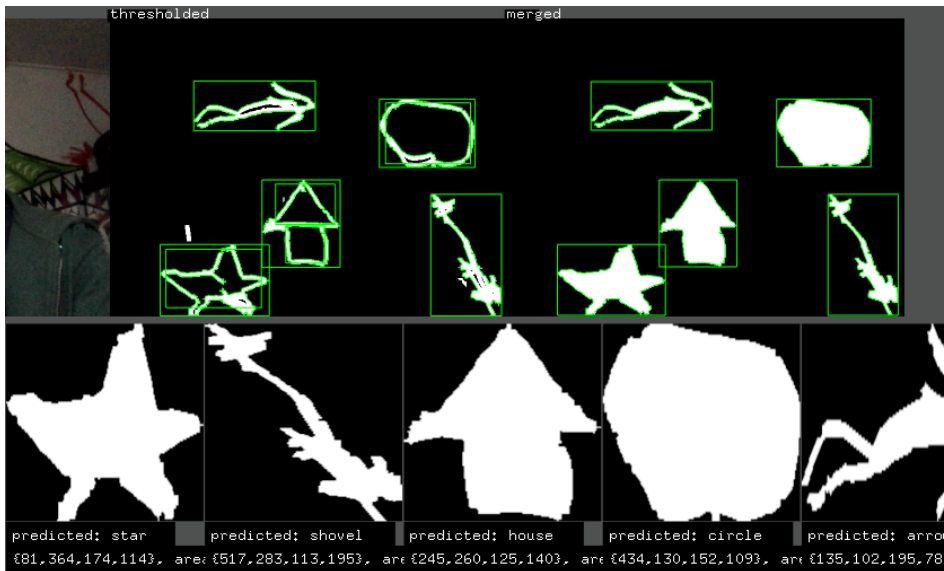 thresholded
merged
predicted: star
predicted: shovel
predicted: house
predicted: circle
predicted: arro
{81,364,174,114}, area
{517,283,113,195}, are
{245,260,125,140}, are
{434,130,152,109}, are
{135,102,195,78